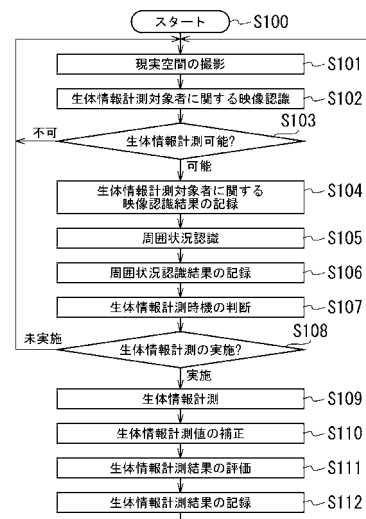 スタート S100
現実空間の撮影 S101
生体情報計測対象者に関する映像認識 S102
S103
不可 生体情報計測可能?
可能
生体情報計測対象者に関する
映像認識結果の記録 S104
周囲状況認識 S105
周囲状況認識結果の記録 S106
生体情報計測時機の判断 S107
未実施 S108
生体情報計測の実施?
実施
生体情報計測 S109
生体情報計測値の補正 S110
生体情報計測結果の評価 S111
生体情報計測結果の記録 S112